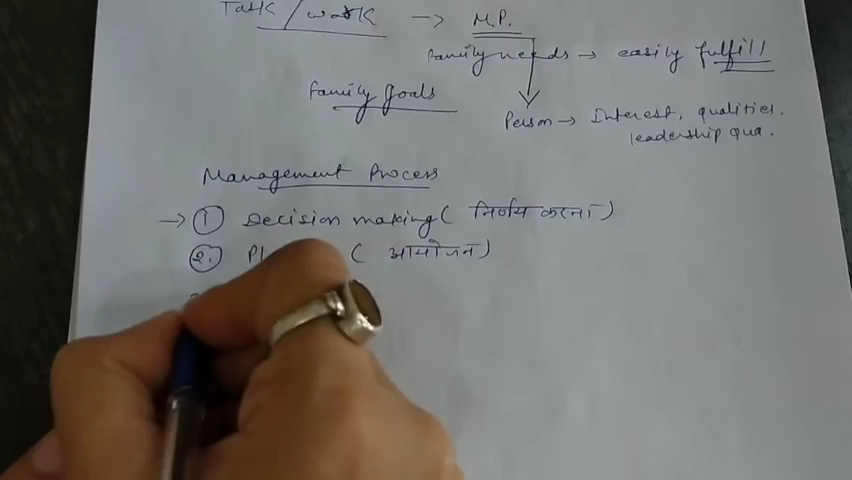 Task / work → M.P.
family needs → easily fulfill
family goals
Person → Interest, qualities.
leadership qua.
Management Process
→ 1 Decision making ( निर्णय करना )
2. ( आयोजन )